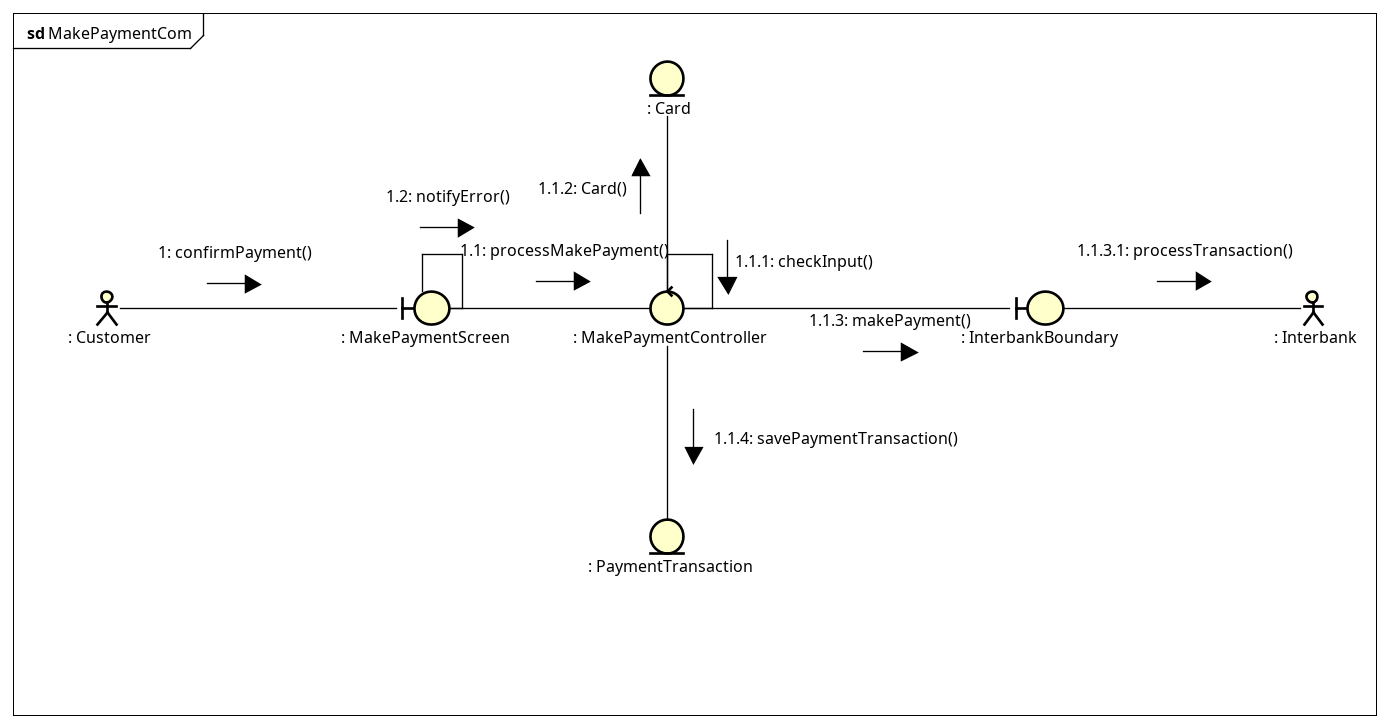 sd MakePaymentCom
: Card
1.1.2: Card()
1.2: notifyError()
1: confirmPayment()
1.1: processMakePayment()
1.1.1: checkInput()
1.1.3.1: processTransaction()
1.1.3: makePayment()
: Customer
: MakePaymentScreen
: MakePaymentController
: InterbankBoundary
: Interbank
1.1.4: savePaymentTransaction()
: PaymentTransaction